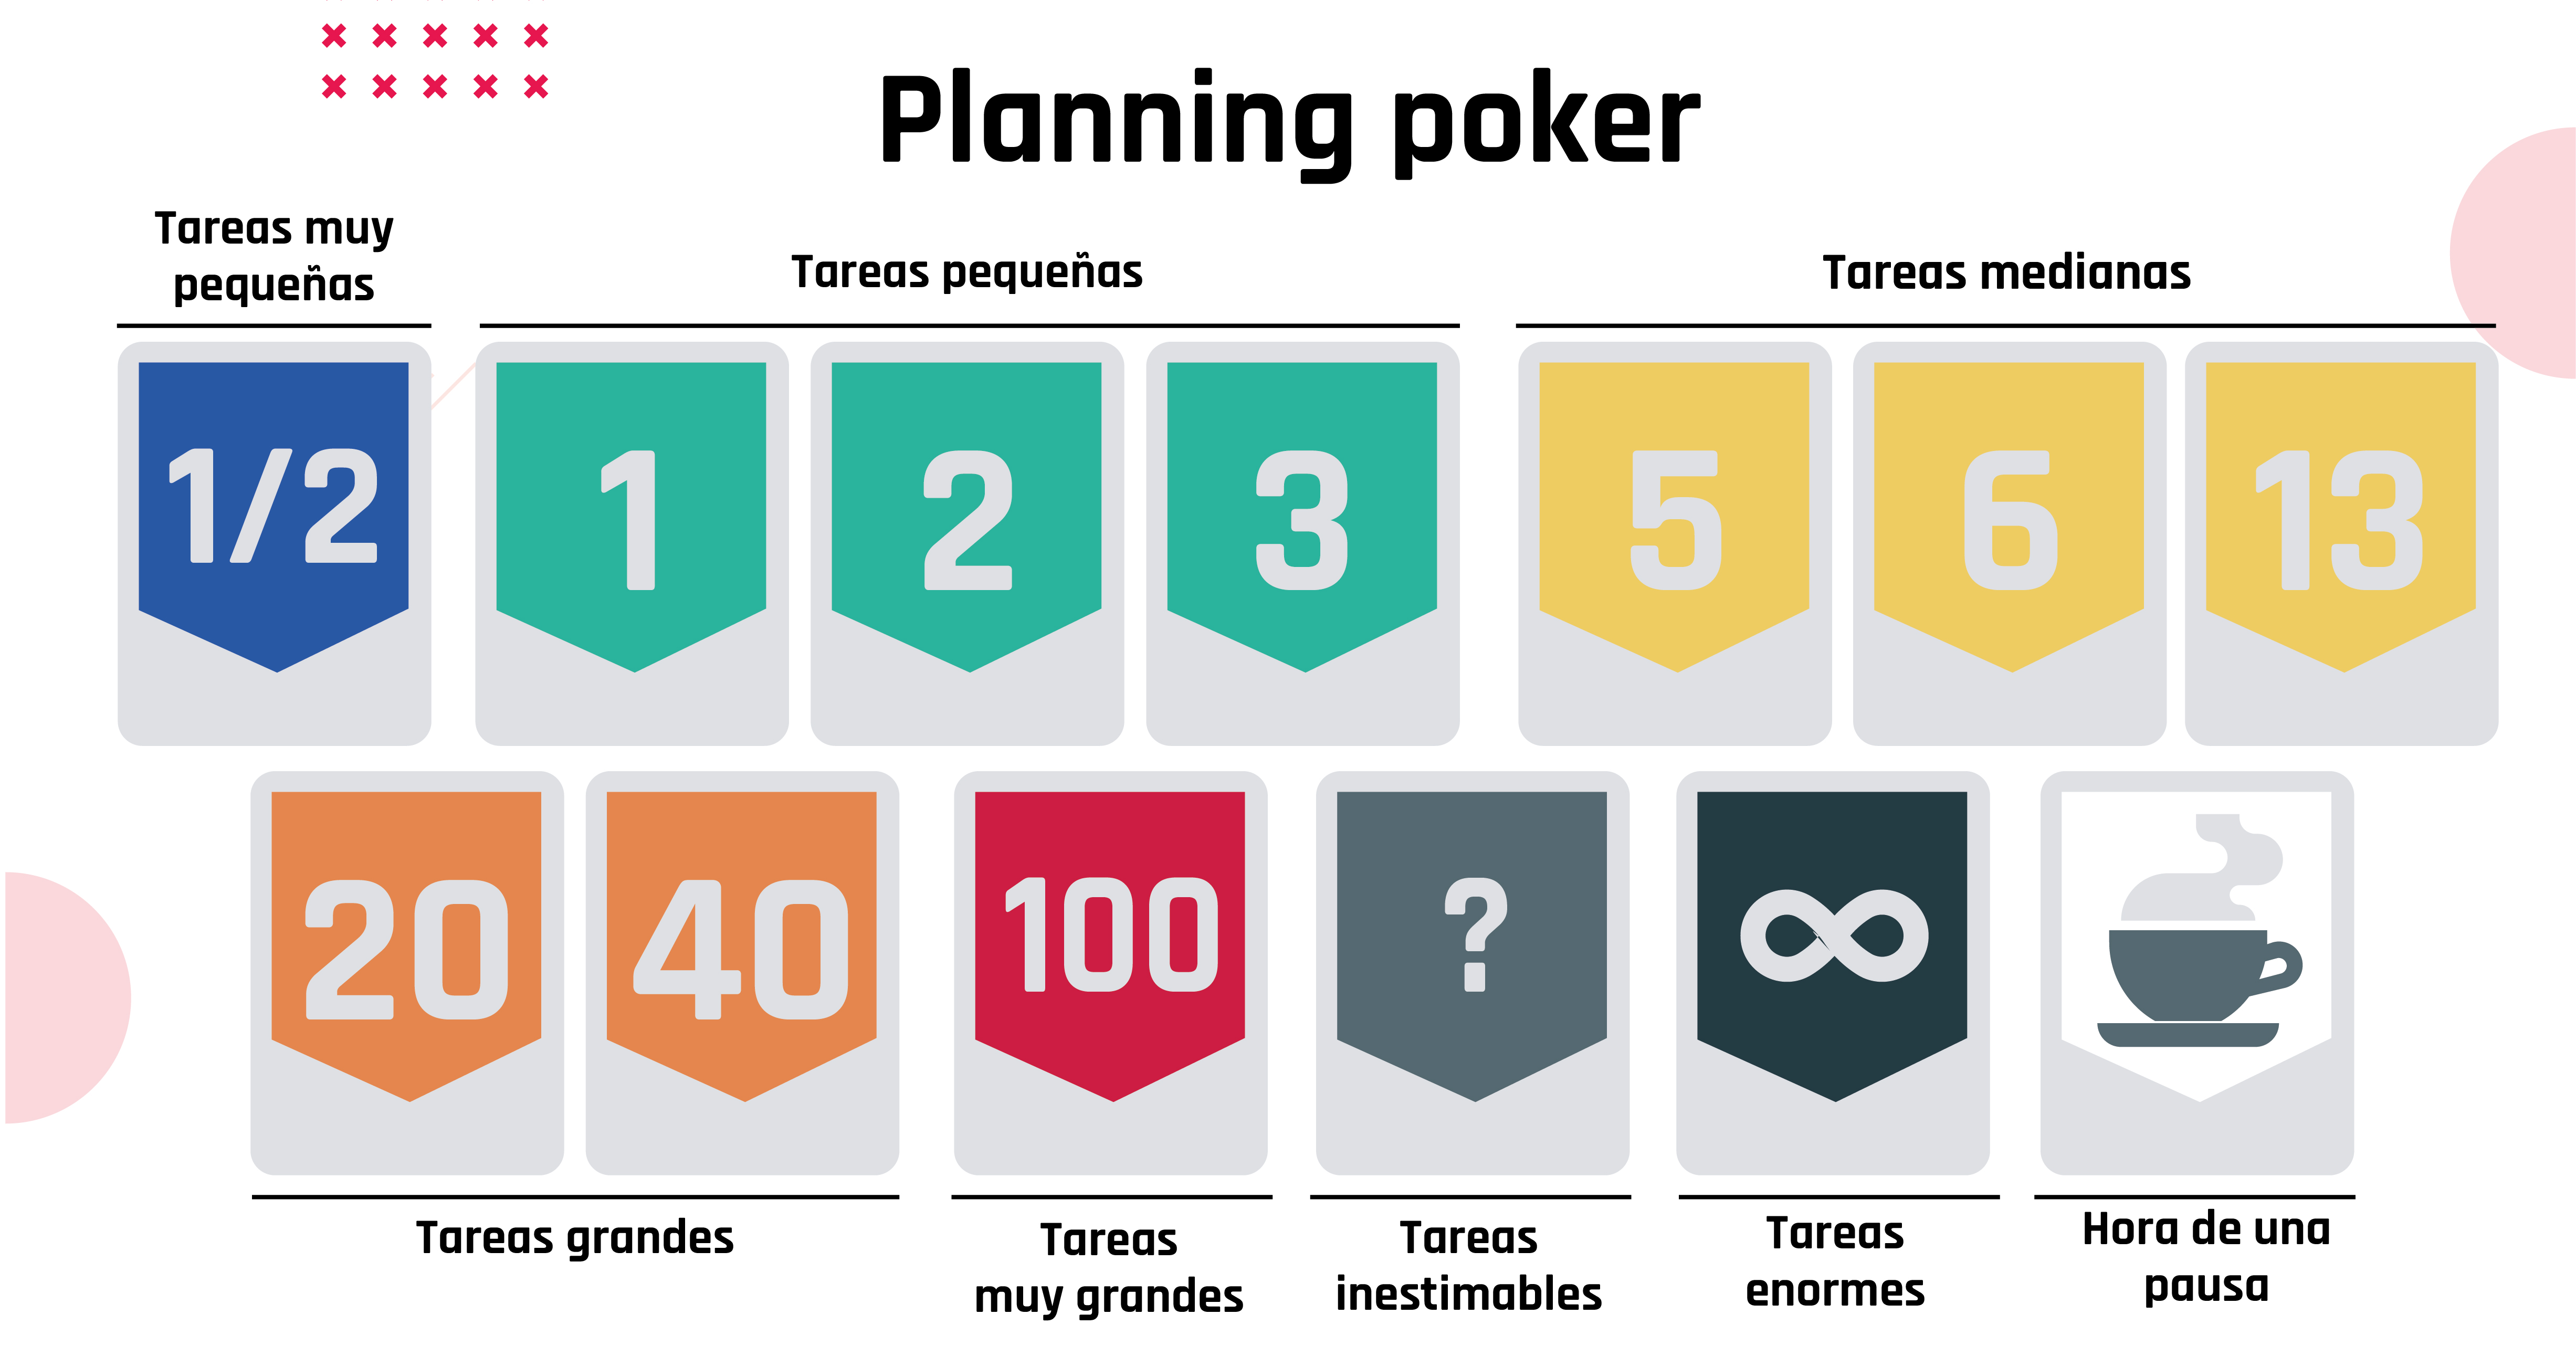 Planning poker
Tareas muy
pequeñas
Tareas pequeñas
Tareas medianas
1/2
1
2
3
5
6
13
20
40
100
?
∞
Tareas grandes
Tareas
muy grandes
Tareas
inestimables
Tareas
enormes
Hora de una
pausa